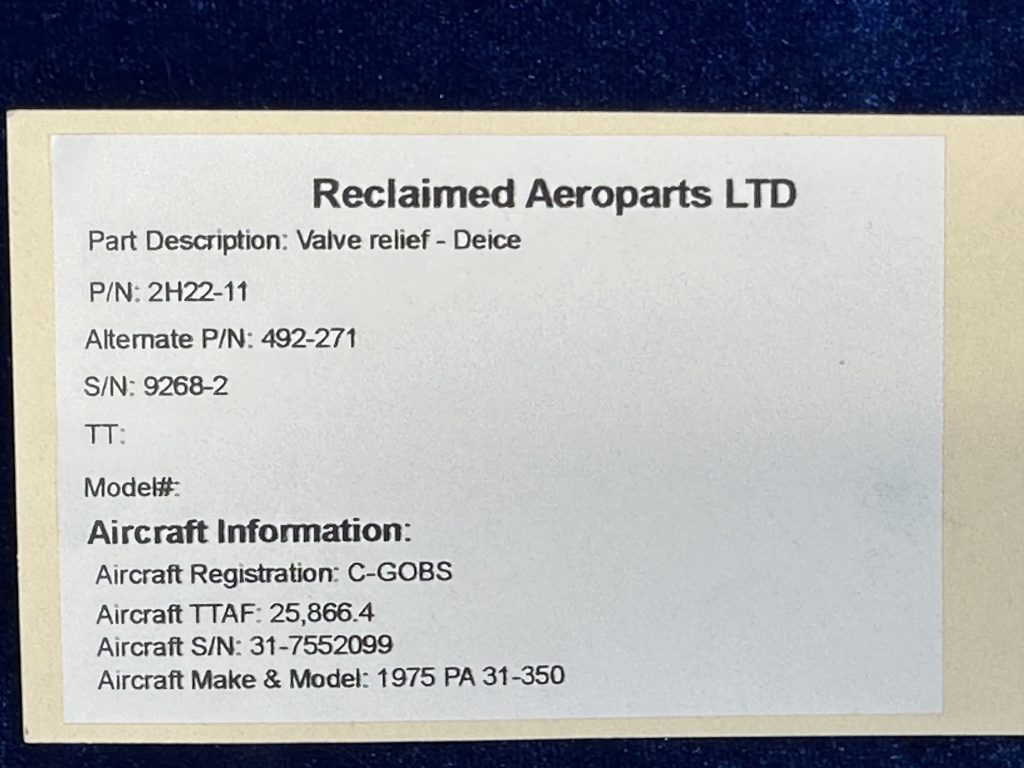 Reclaimed Aeroparts LTD
Part Description: Valve relief - Deice
P/N: 2H22-11
Alternate P/N: 492-271
S/N: 9268-2
TT:
Model#:
Aircraft Information:
Aircraft Registration: C-GOBS
Aircraft TTAF: 25,866.4
Aircraft S/N: 31-7552099
Aircraft Make & Model: 1975 PA 31-350